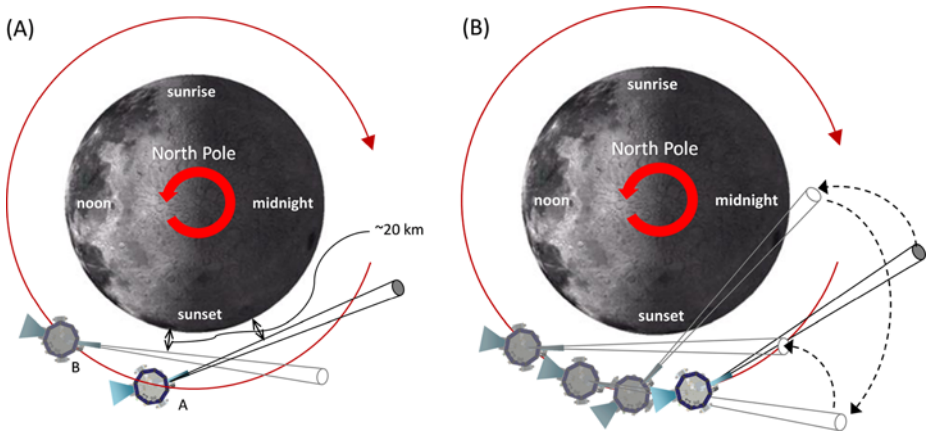 (A)
sunrise
North Pole
noon
midnight
~20 km
sunset
B
A
(B)
sunrise
North Pole
noon
midnight
sunset